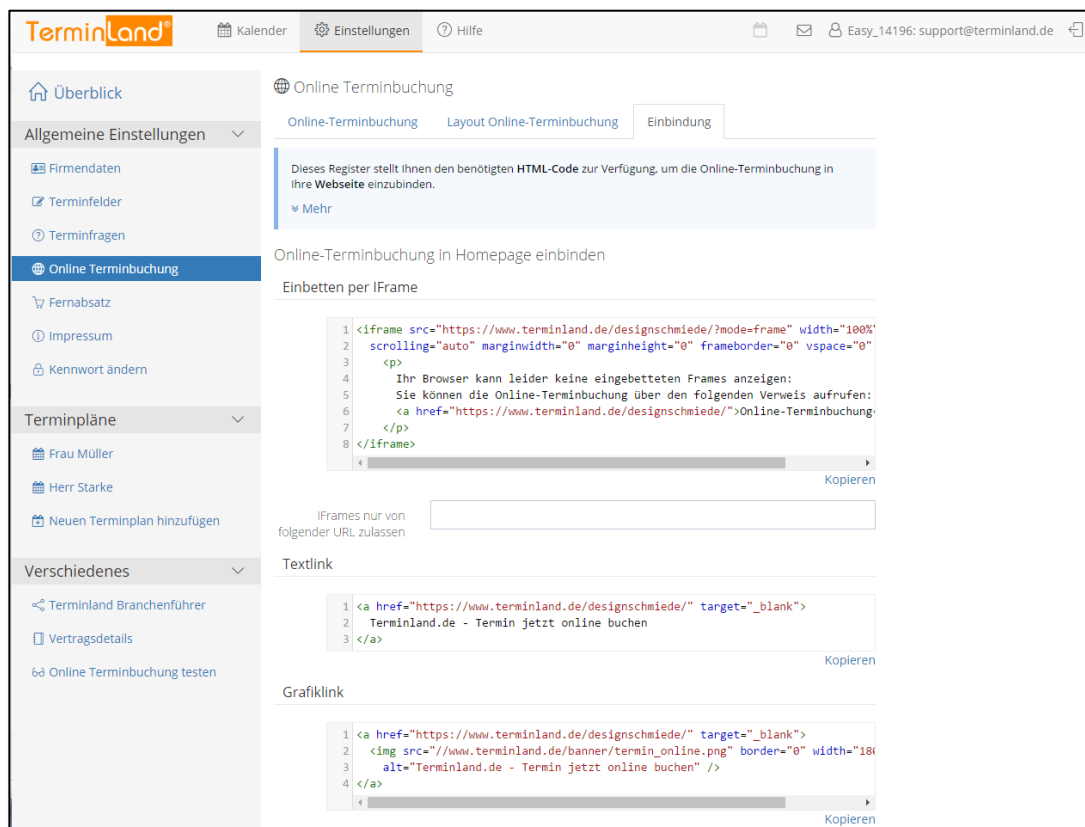 TerminLand®
Kalender
Einstellungen
Hilfe
Easy_14196: support@terminland.de
Überblick
Allgemeine Einstellungen
Firmendaten
Terminfelder
Terminfragen
Online Terminbuchung
Fernabsatz
Impressum
Kennwort ändern
Terminpläne
Frau Müller
Herr Starke
Neuen Terminplan hinzufügen
Verschiedenes
Terminland Branchenführer
Vertragsdetails
Online Terminbuchung testen
Online Terminbuchung
Online-Terminbuchung
Layout Online-Terminbuchung
Einbindung
Dieses Register stellt Ihnen den benötigten HTML-Code zur Verfügung, um die Online-Terminbuchung in
Ihre Webseite einzubinden.
Mehr
Online-Terminbuchung in Homepage einbinden
Einbetten per IFrame
1 <iframe src="https://www.terminland.de/designschmiede/?mode=frame" width="100%"
2 scrolling="auto" marginwidth="0" marginheight="0" frameborder="0" vspace="0"
3 <p>
4 Ihr Browser kann leider keine eingebetteten Frames anzeigen:
5 Sie können die Online-Terminbuchung über den folgenden Verweis aufrufen:
6 <a href="https://www.terminland.de/designschmiede/">Online-Terminbuchung<
7 </p>
8 </iframe>
Kopieren
IFrames nur von
folgender URL zulassen
Textlink
1 <a href="https://www.terminland.de/designschmiede/" target="_blank">
2 Terminland.de - Termin jetzt online buchen
3 </a>
Kopieren
Grafiklink
1 <a href="https://www.terminland.de/designschmiede/" target="_blank">
2 <img src="//www.terminland.de/banner/termin_online.png" border="0" width="180
3 alt="Terminland.de - Termin jetzt online buchen" />
4 </a>
Kopieren